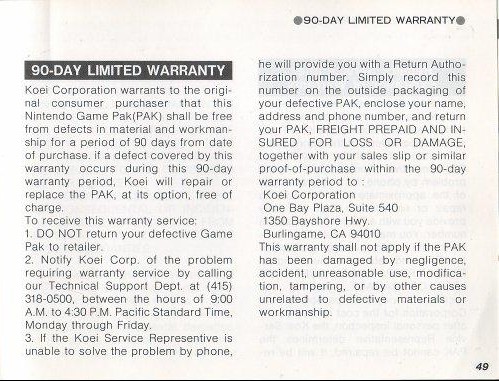 ●90-DAY LIMITED WARRANTY●
90-DAY LIMITED WARRANTY
Koei Corporation warrants to the origi-
nal consumer purchaser that this
Nintendo Game Pak(PAK) shall be free
from defects in material and workman-
ship for a period of 90 days from date
of purchase. if a defect covered by this
warranty occurs during this 90-day
warranty period, Koei will repair or
replace the PAK, at its option, free of
charge.
To receive this warranty service:
1. DO NOT return your defective Game
Pak to retailer.
2. Notify Koei Corp. of the problem
requiring warranty service by calling
our Technical Support Dept. at (415)
318-0500, between the hours of 9:00
A.M. to 4:30 P.M. Pacific Standard Time,
Monday through Friday.
3. If the Koei Service Representive is
unable to solve the problem by phone,
he will provide you with a Return Autho-
rization number. Simply record this
number on the outside packaging of
your defective PAK, enclose your name,
address and phone number, and return
your PAK, FREIGHT PREPAID AND IN-
SURED FOR LOSS OR DAMAGE,
together with your sales slip or similar
proof-of-purchase within the 90-day
warranty period to :
Koei Corporation
One Bay Plaza, Suite 540
1350 Bayshore Hwy.
Burlingame, CA 94010
This warranty shall not apply if the PAK
has been damaged by negligence,
accident, unreasonable use, modifica-
tion, tampering, or by other causes
unrelated to defective materials or
workmanship.
49